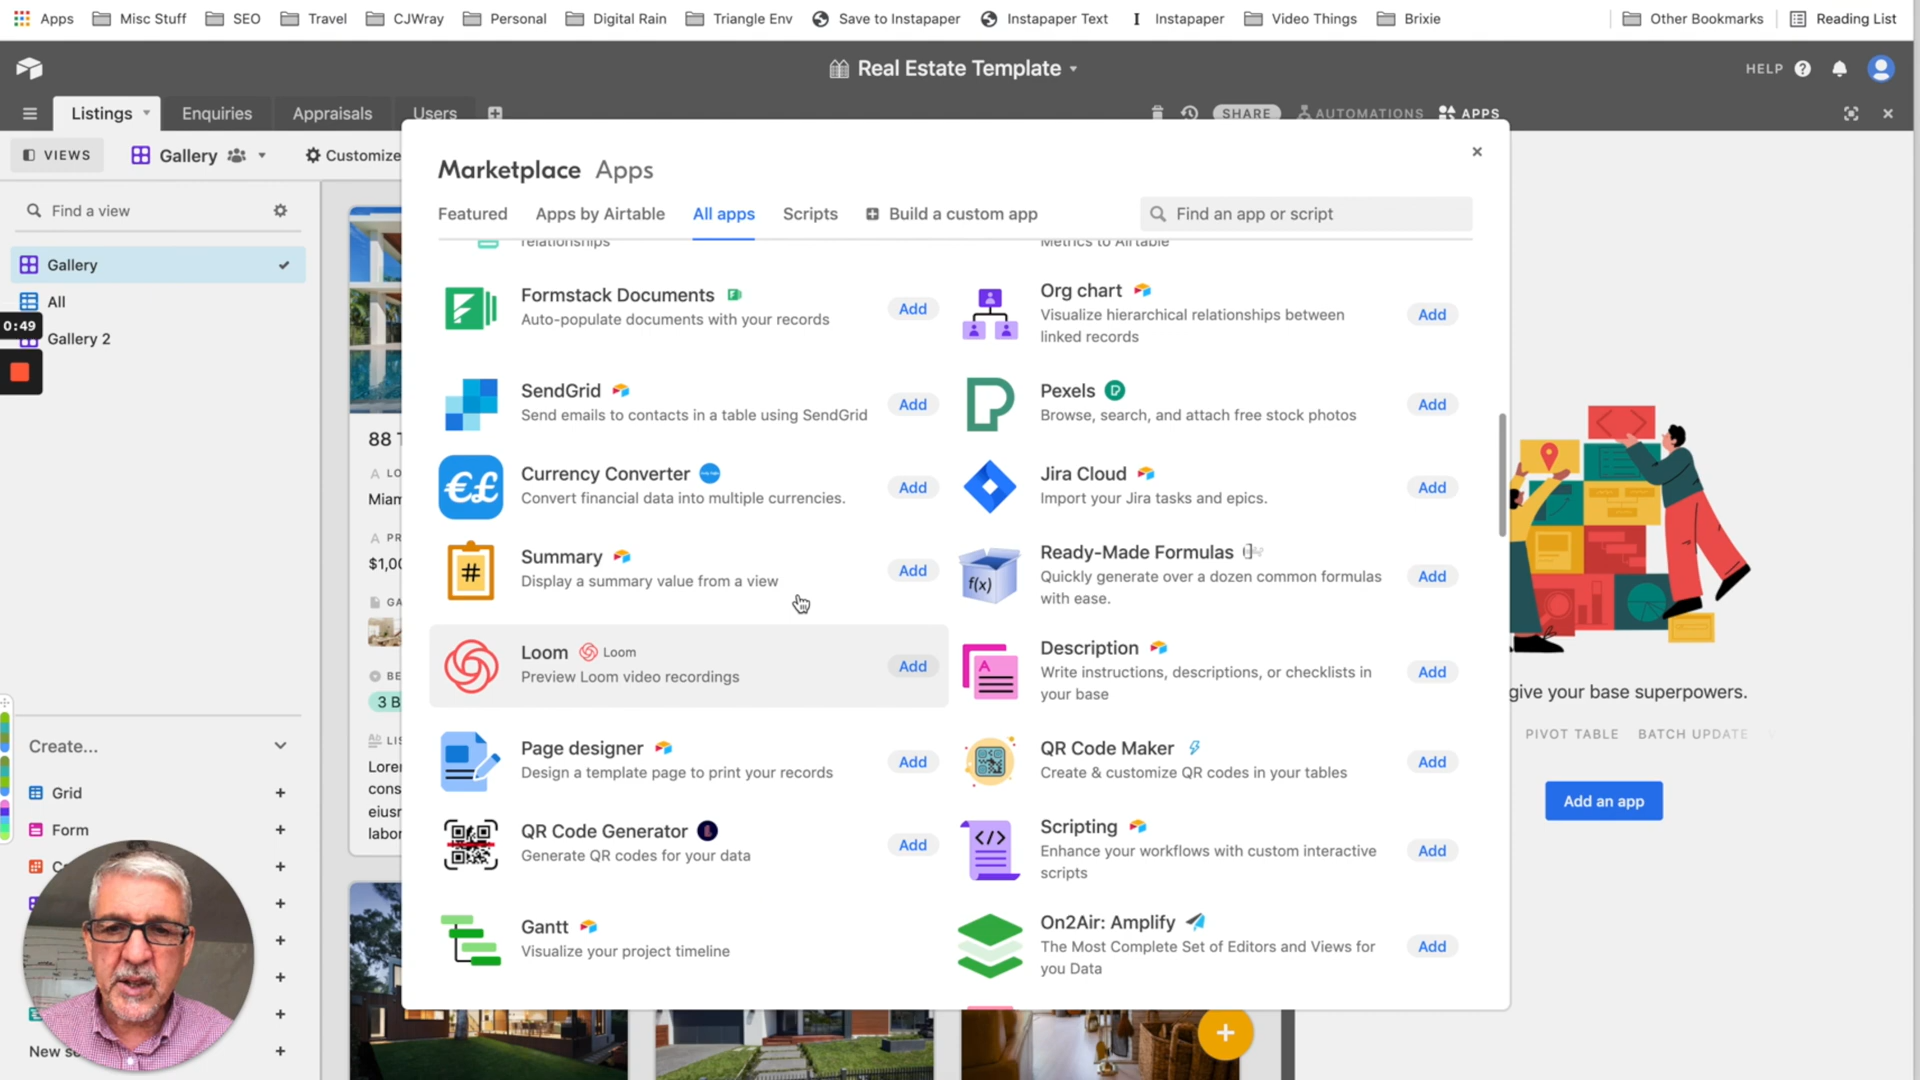 Apps Misc Stuff SEO Travel CJWray Personal Digital Rain Triangle Env Save to Instapaper Instapaper Text Instapaper Video Things Brixie Other Bookmarks Reading List
Real Estate Template
HELP
Listings Enquiries Appraisals Users
SHARE AUTOMATIONS APPS
VIEWS Gallery Customize
Find a view
Gallery
All
Gallery 2
0:49
Create...
Grid
Form
88
Miam
$1,00
3 B
Lorem
cons
eiusr
labor
Marketplace Apps
Featured Apps by Airtable All apps Scripts Build a custom app
Find an app or script
relationships
Metrics to Airtable
Formstack Documents
Auto-populate documents with your records
Add
Org chart
Visualize hierarchical relationships between
linked records
Add
SendGrid
Send emails to contacts in a table using SendGrid
Add
Pexels
Browse, search, and attach free stock photos
Add
€£
Currency Converter
Convert financial data into multiple currencies.
Add
Jira Cloud
Import your Jira tasks and epics.
Add
#
Summary
Display a summary value from a view
Add
f(x)
Ready-Made Formulas
Quickly generate over a dozen common formulas
with ease.
Add
Loom Loom
Preview Loom video recordings
Add
A
Description
Write instructions, descriptions, or checklists in
your base
Add
Page designer
Design a template page to print your records
Add
QR Code Maker
Create & customize QR codes in your tables
Add
QR Code Generator
Generate QR codes for your data
Add
</>
Scripting
Enhance your workflows with custom interactive
scripts
Add
Gantt
Visualize your project timeline
On2Air: Amplify
The Most Complete Set of Editors and Views for
you Data
Add
give your base superpowers.
PIVOT TABLE BATCH UPDATE
Add an app